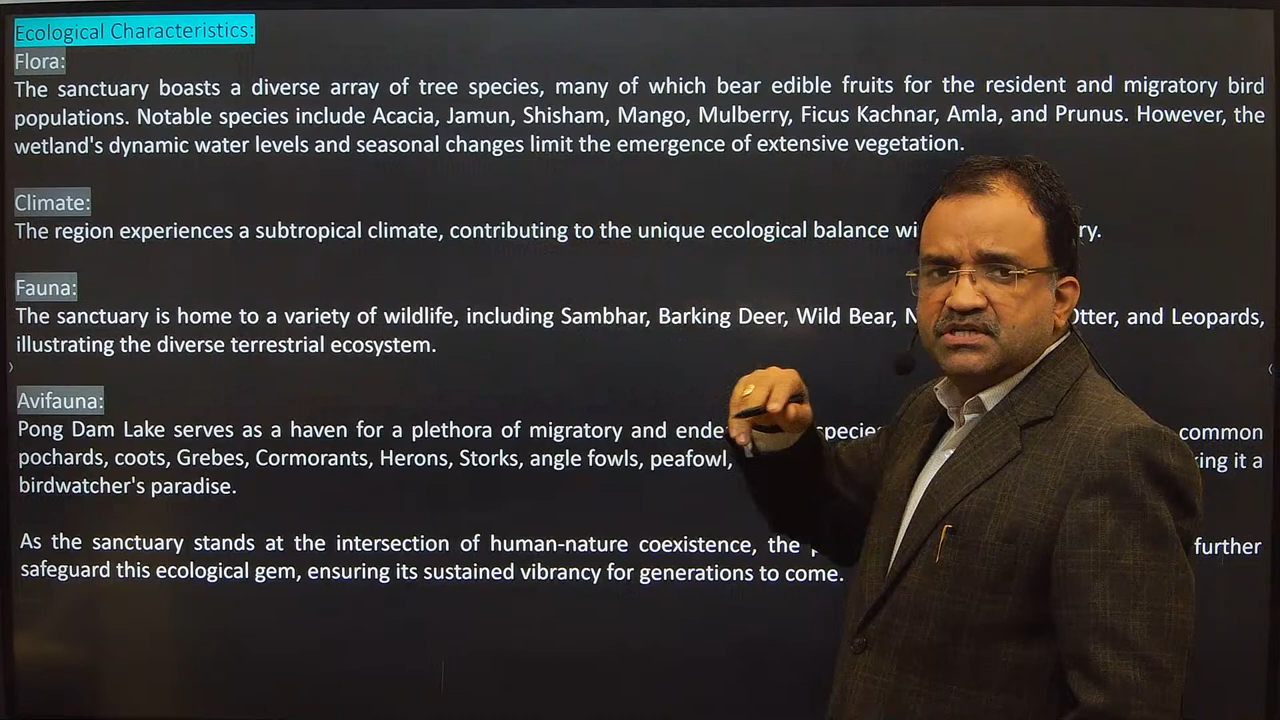 Ecological Characteristics:
Flora:
The sanctuary boasts a diverse array of tree species, many of which bear edible fruits for the resident and migratory bird
populations. Notable species include Acacia, Jamun, Shisham, Mango, Mulberry, Ficus Kachnar, Amla, and Prunus. However, the
wetland's dynamic water levels and seasonal changes limit the emergence of extensive vegetation.
Climate:
The region experiences a subtropical climate, contributing to the unique ecological balance
Fauna:
The sanctuary is home to a variety of wildlife, including Sambhar, Barking Deer, Wild Bear, Otter, and Leopards,
illustrating the diverse terrestrial ecosystem.
Avifauna:
Pong Dam Lake serves as a haven for a plethora of migratory and species common
pochards, coots, Grebes, Cormorants, Herons, Storks, angle fowls, peafowl, it a
birdwatcher's paradise.
As the sanctuary stands at the intersection of human-nature coexistence, the further
safeguard this ecological gem, ensuring its sustained vibrancy for generations to come.